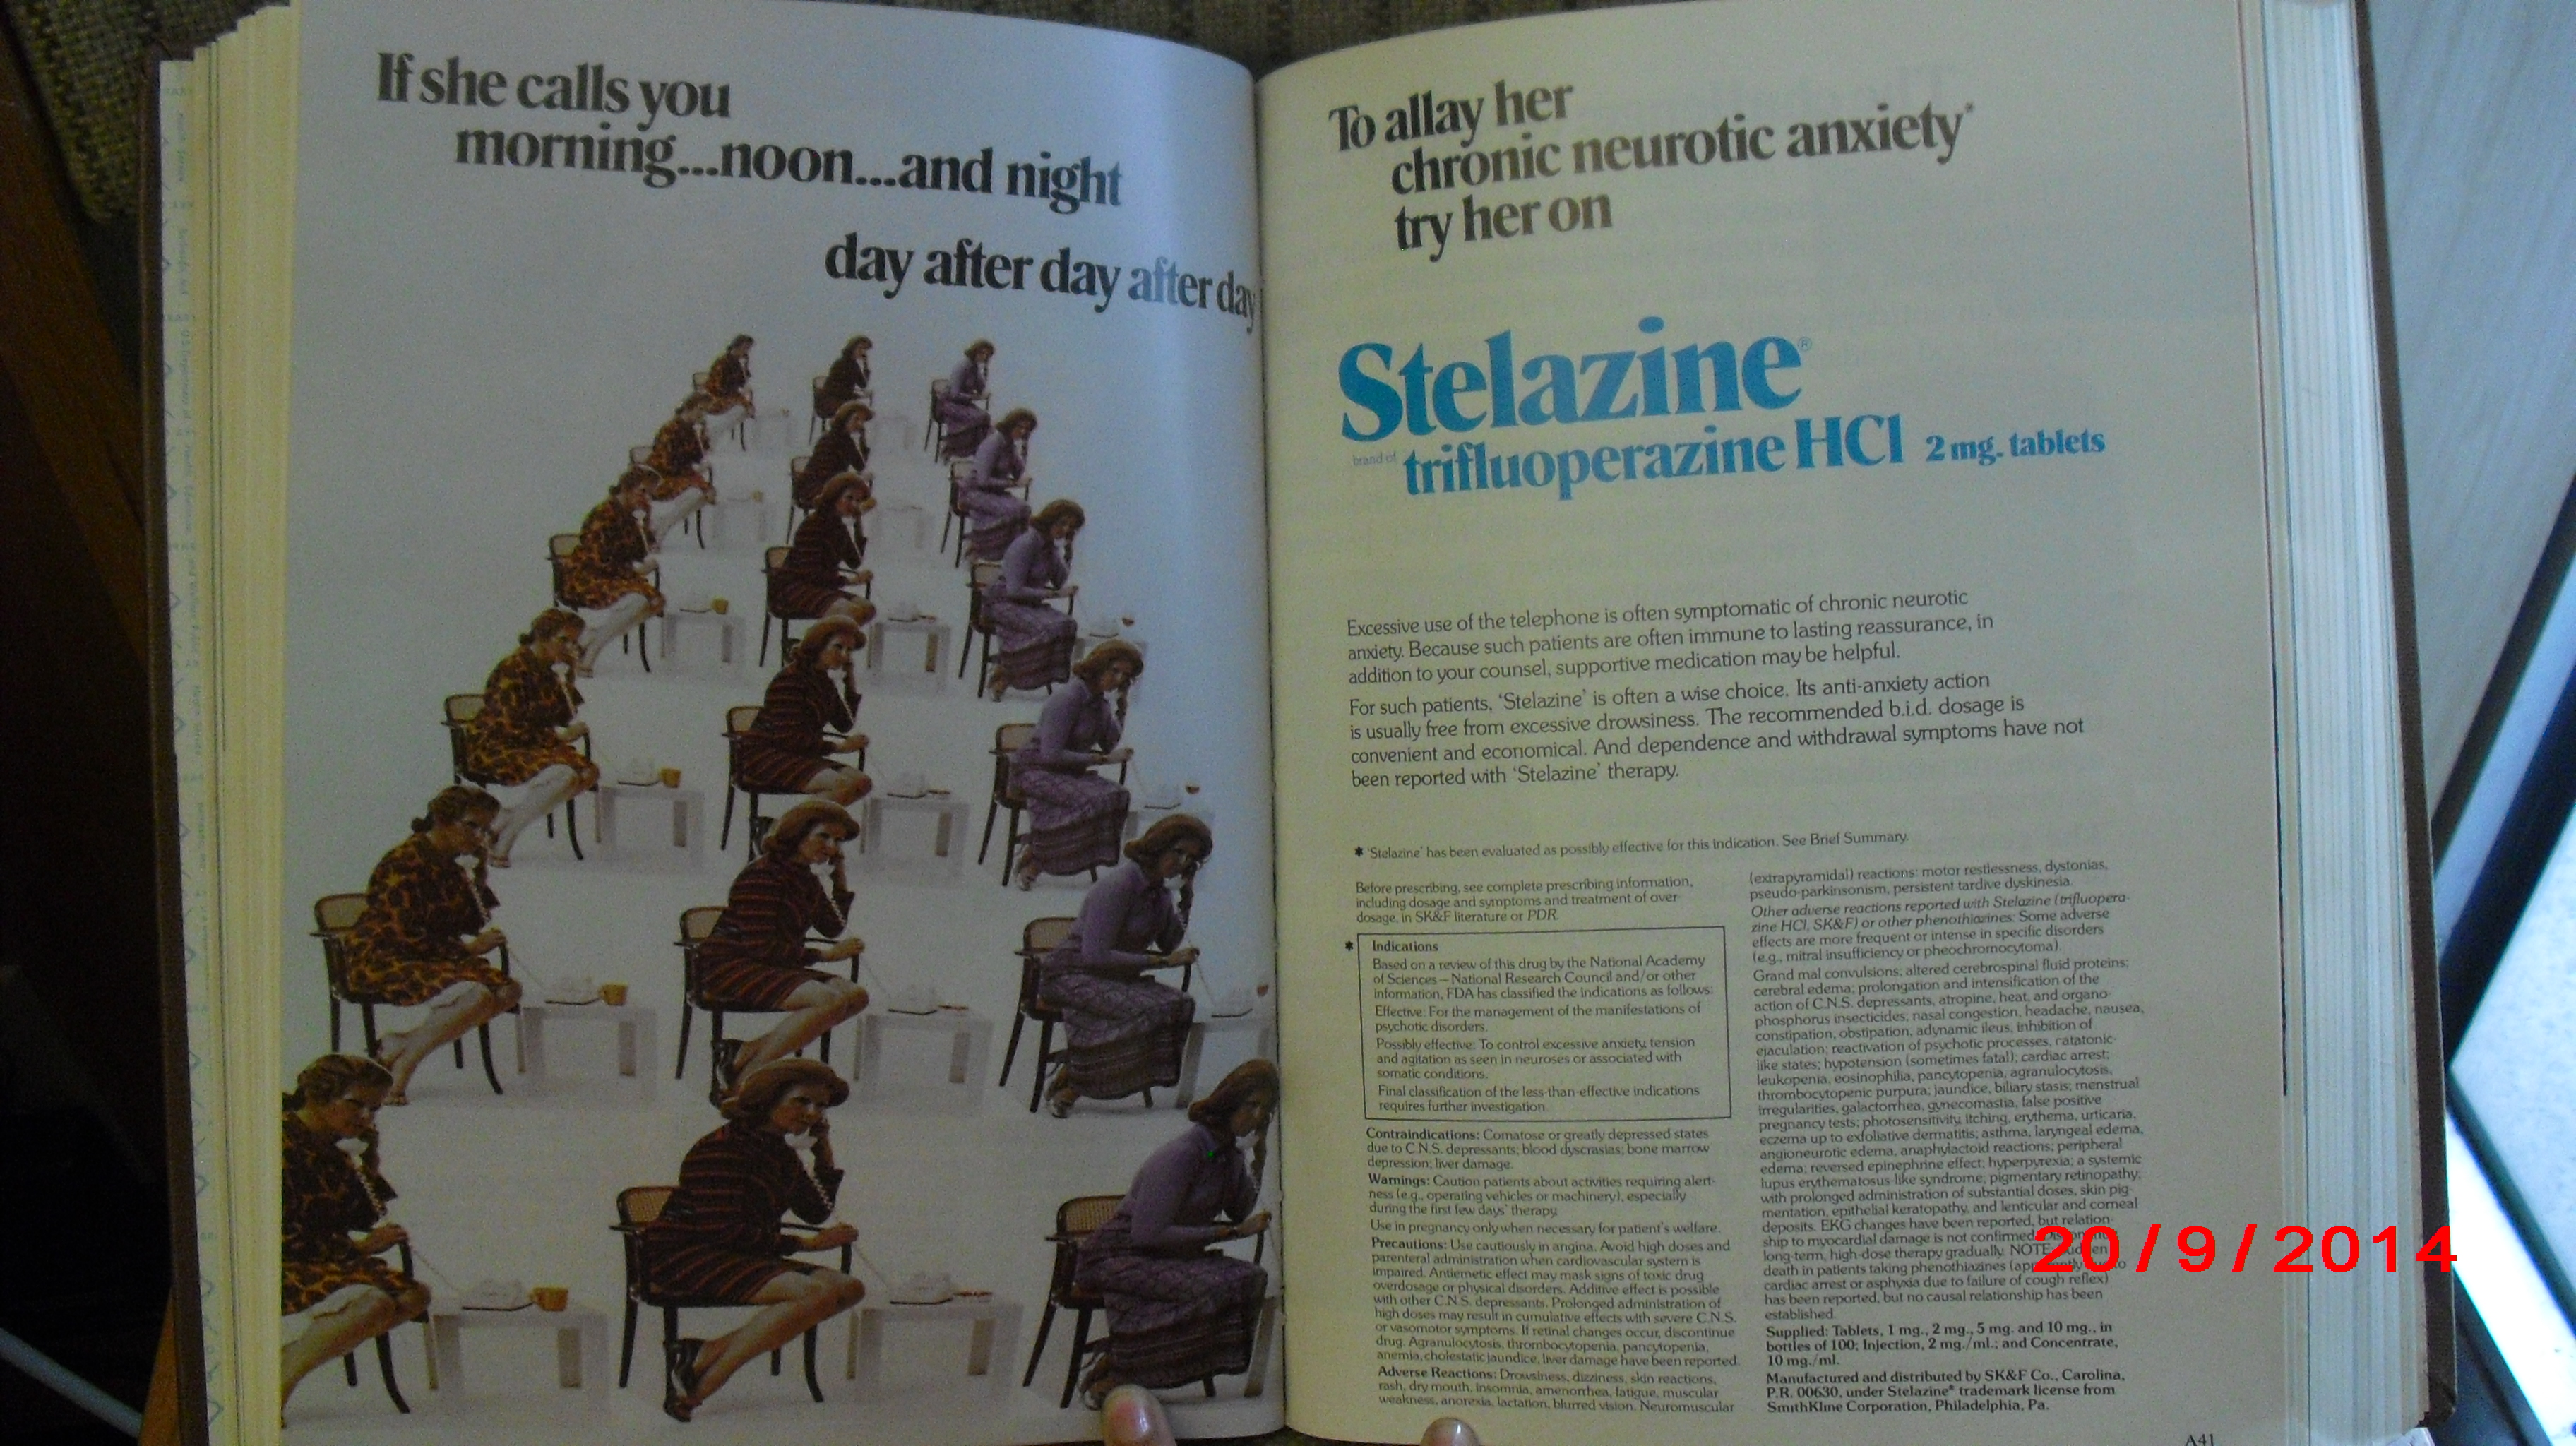 If she calls you
morning...noon...and night
day after day after day
To allay her
chronic neurotic anxiety*
try her on
Stelazine®
brand of trifluoperazine HCl 2 mg. tablets
Excessive use of the telephone is often symptomatic of chronic neurotic
anxiety. Because such patients are often immune to lasting reassurance, in
addition to your counsel, supportive medication may be helpful.
For such patients, ‘Stelazine’ is often a wise choice. Its anti-anxiety action
is usually free from excessive drowsiness. The recommended b.i.d. dosage is
convenient and economical. And dependence and withdrawal symptoms have not
been reported with ‘Stelazine’ therapy.
* ‘Stelazine’ has been evaluated as possibly effective for this indication. See Brief Summary.
Before prescribing, see complete prescribing information,
including dosage and symptoms and treatment of over-
dosage, in SK&F literature or PDR.
* Indications
Based on a review of this drug by the National Academy
of Sciences—National Research Council and/or other
information, FDA has classified the indications as follows:
Effective: For the management of the manifestations of
psychotic disorders.
Possibly effective: To control excessive anxiety, tension
and agitation as seen in neuroses or associated with
somatic conditions.
Final classification of the less-than-effective indications
requires further investigation.
Contraindications: Comatose or greatly depressed states
due to C.N.S. depressants; blood dyscrasias; bone marrow
depression; liver damage.
Warnings: Caution patients about activities requiring alert-
ness (e.g., operating vehicles or machinery), especially
during the first few days' therapy.
Use in pregnancy only when necessary for patient's welfare.
Precautions: Use cautiously in angina. Avoid high doses and
parenteral administration when cardiovascular system is
impaired. Antiemetic effect may mask signs of toxic drug
overdosage or physical disorders. Additive effect is possible
with other C.N.S. depressants. Prolonged administration of
high doses may result in cumulative effects with severe C.N.S.
or vasomotor symptoms. If retinal changes occur, discontinue
drug. Agranulocytosis, thrombocytopenia, pancytopenia,
anemia, cholestatic jaundice, liver damage have been reported.
Adverse Reactions: Drowsiness, dizziness, skin reactions,
rash, dry mouth, insomnia, amenorrhea, fatigue, muscular
weakness, anorexia, lactation, blurred vision. Neuromuscular
(extrapyramidal) reactions: motor restlessness, dystonias,
pseudo-parkinsonism, persistent tardive dyskinesia.
Other adverse reactions reported with Stelazine (trifluopera-
zine HCl, SK&F) or other phenothiazines: Some adverse
effects are more frequent or intense in specific disorders
(e.g., mitral insufficiency or pheochromocytoma).
Grand mal convulsions; altered cerebrospinal fluid proteins;
cerebral edema; prolongation and intensification of the
action of C.N.S. depressants, atropine, heat, and organo-
phosphorus insecticides; nasal congestion, headache, nausea,
constipation, obstipation, adynamic ileus, inhibition of
ejaculation; reactivation of psychotic processes, catatonic-
like states; hypotension (sometimes fatal); cardiac arrest;
leukopenia, eosinophilia, pancytopenia, agranulocytosis,
thrombocytopenic purpura; jaundice, biliary stasis; menstrual
irregularities, galactorrhea, gynecomastia, false positive
pregnancy tests; photosensitivity, itching, erythema, urticaria,
eczema up to exfoliative dermatitis; asthma, laryngeal edema,
angioneurotic edema, anaphylactoid reactions; peripheral
edema; reversed epinephrine effect; hyperpyrexia; a systemic
lupus erythematosus-like syndrome; pigmentary retinopathy;
with prolonged administration of substantial doses, skin pig-
mentation, epithelial keratopathy, and lenticular and corneal
deposits. EKG changes have been reported, but relation-
ship to myocardial damage is not confirmed.
long-term, high-dose therapy gradually. NOTE:
death in patients taking phenothiazines
cardiac arrest or asphyxia due to failure of cough reflex)
has been reported, but no causal relationship has been
established.
Supplied: Tablets, 1 mg., 2 mg., 5 mg. and 10 mg., in
bottles of 100; Injection, 2 mg./ml.; and Concentrate,
10 mg./ml.
Manufactured and distributed by SK&F Co., Carolina,
P.R. 00630, under Stelazine® trademark license from
SmithKline Corporation, Philadelphia, Pa.
A41
20/9/2014